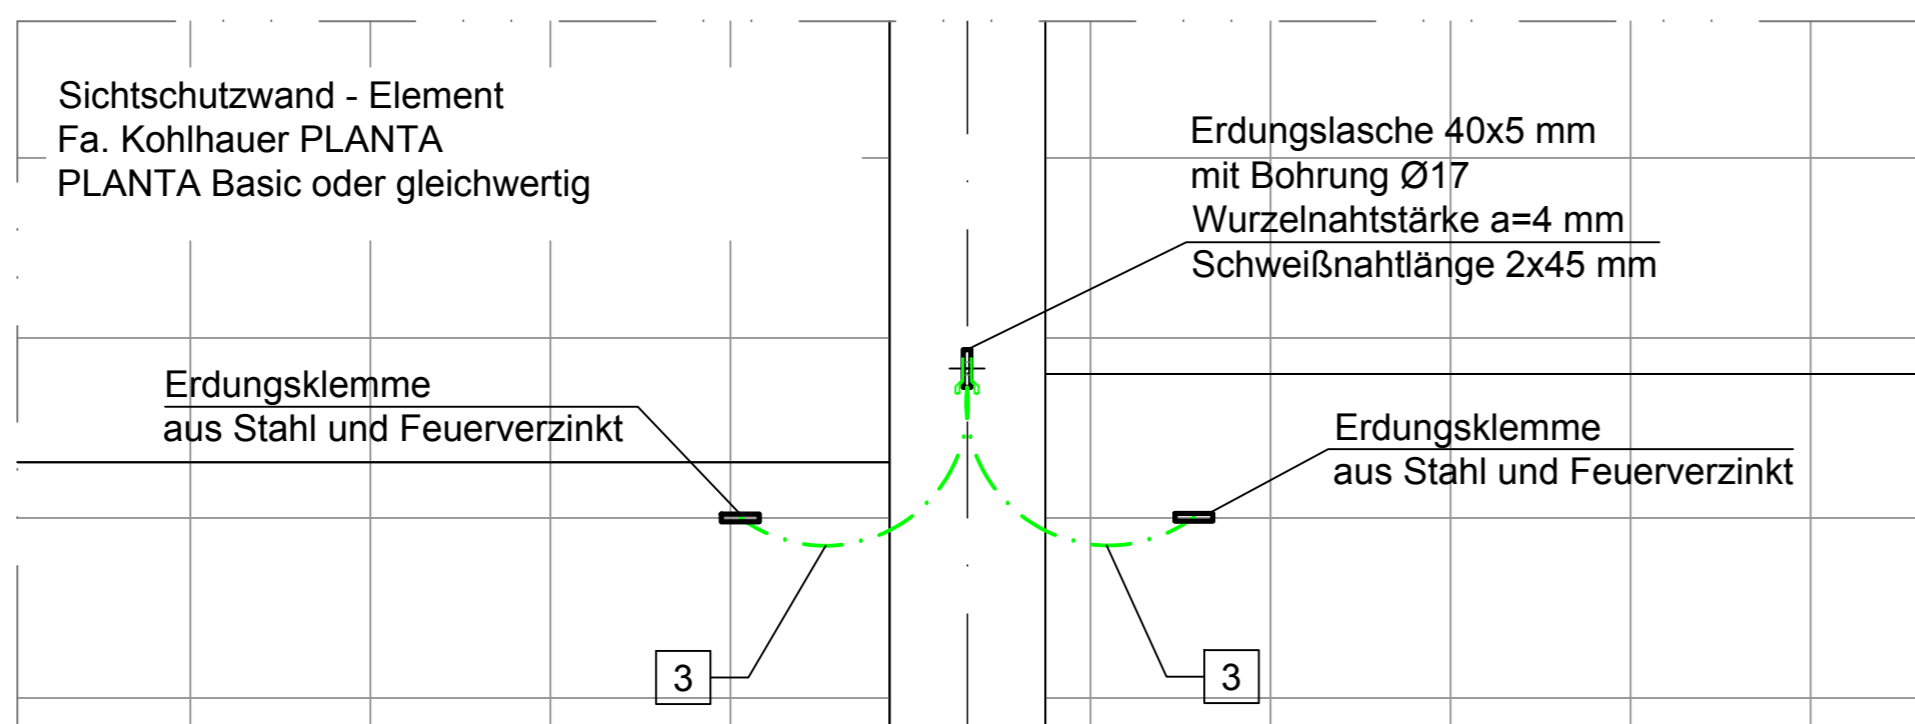 Sichtschutzwand - Element
Fa. Kohlhauer PLANTA
PLANTA Basic oder gleichwertig
Erdungslasche 40x5 mm
mit Bohrung Ø17
Wurzelnahtstärke a=4 mm
Schweißnahtlänge 2x45 mm
Erdungsklemme
aus Stahl und Feuerverzinkt
Erdungsklemme
aus Stahl und Feuerverzinkt
3
3